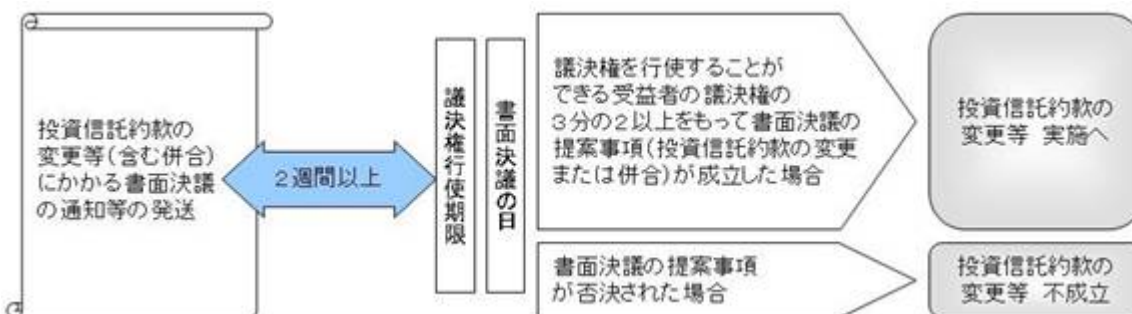 投資信託約款の
変更等(含む併合)
にかかる書面決議
の通知等の発送
2週間以上
議決権行使期限
書面決議の日
議決権を行使することが
できる受益者の議決権の
3分の2以上をもって書面決議の
提案事項(投資信託約款の変更
または併合)が成立した場合
投資信託約款の
変更等 実施へ
書面決議の提案事項
が否決された場合
投資信託約款の
変更等 不成立